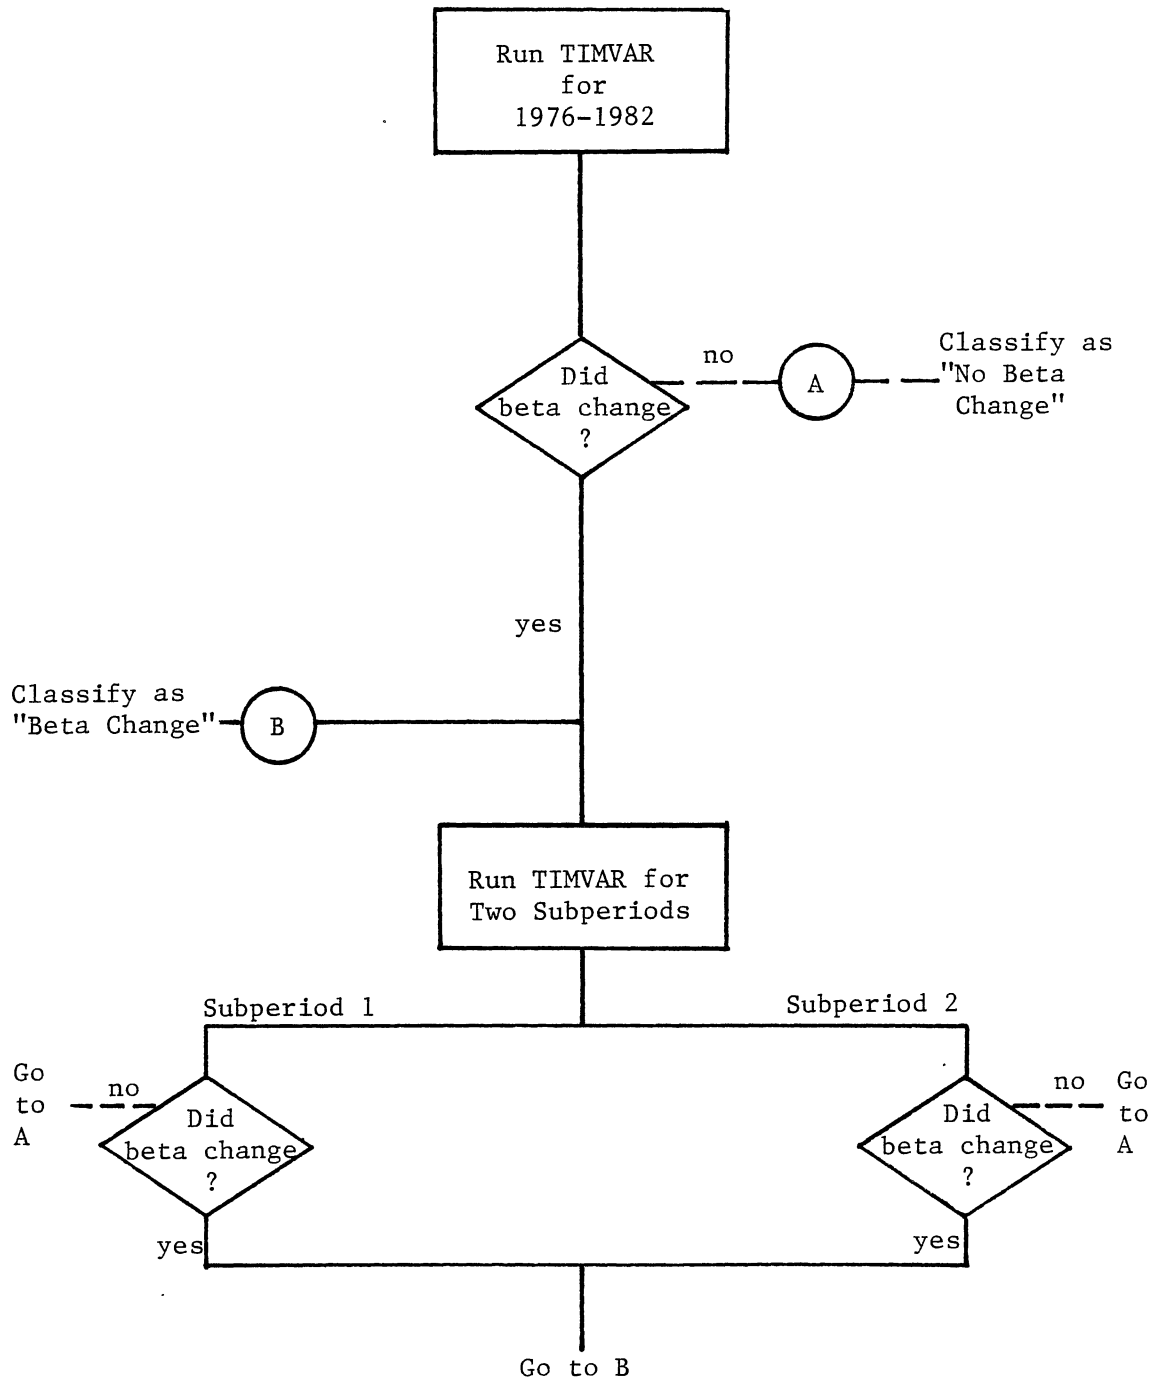 Run TIMVAR
for
1976-1982
Did
beta change
?
no
A
Classify as
"No Beta
Change"
yes
Classify as
"Beta Change"
B
Run TIMVAR for
Two Subperiods
Subperiod 1
Subperiod 2
Go
to
A
no
Did
beta change
?
yes
Did
beta change
?
no
Go
to
A
yes
Go to B